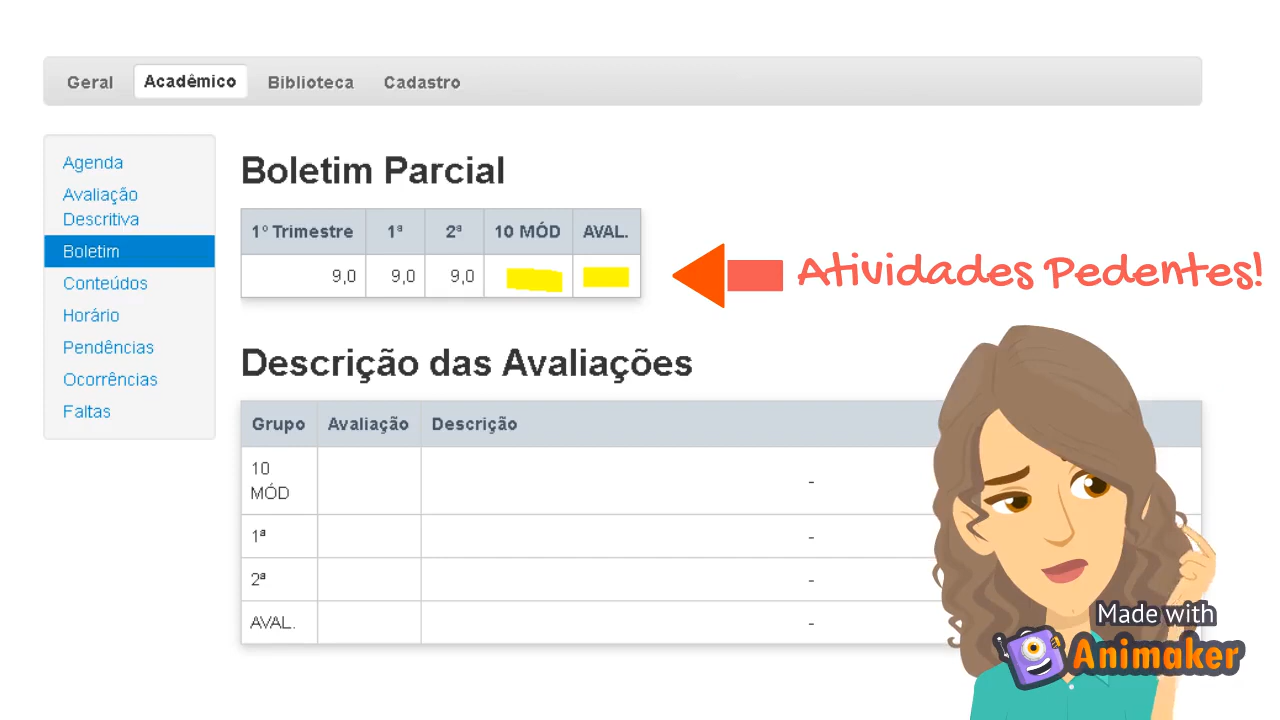 Geral Acadêmico Biblioteca Cadastro
Agenda
Avaliação
Descritiva
Boletim
Conteúdos
Horário
Pendências
Ocorrências
Faltas
Boletim Parcial
1º Trimestre 1ª 2ª 10 MÓD AVAL.
9,0 9,0 9,0
Atividades Pedentes!
Descrição das Avaliações
Grupo Avaliação Descrição
10
MÓD -
1ª -
2ª -
AVAL. -
Made with
Animaker